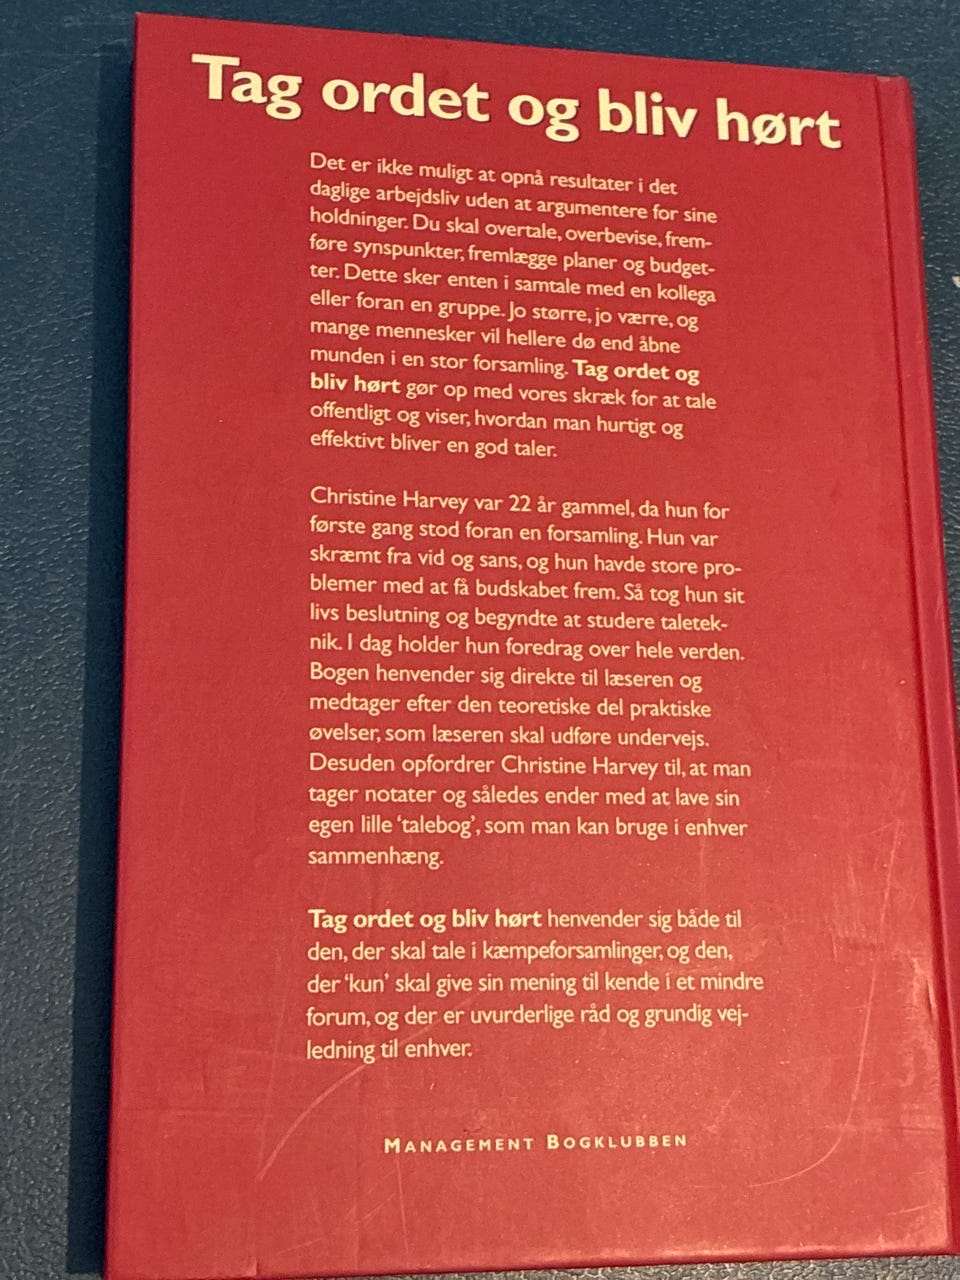 Tag ordet og bliv hørt
Det er ikke muligt at opnå resultater i det
daglige arbejdsliv uden at argumentere for sine
holdninger. Du skal overtale, overbevise, frem-
føre synspunkter, fremlægge planer og budget-
ter. Dette sker enten i samtale med en kollega
eller foran en gruppe. Jo større, jo værre, og
mange mennesker vil hellere dø end åbne
munden i en stor forsamling. Tag ordet og
bliv hørt gør op med vores skræk for at tale
offentligt og viser, hvordan man hurtigt og
effektivt bliver en god taler.
Christine Harvey var 22 år gammel, da hun for
første gang stod foran en forsamling. Hun var
skræmt fra vid og sans, og hun havde store pro-
blemer med at få budskabet frem. Så tog hun sit
livs beslutning og begyndte at studere taletek-
nik. I dag holder hun foredrag over hele verden.
Bogen henvender sig direkte til læseren og
medtager efter den teoretiske del praktiske
øvelser, som læseren skal udføre undervejs.
Desuden opfordrer Christine Harvey til, at man
tager notater og således ender med at lave sin
egen lille ‘talebog’, som man kan bruge i enhver
sammenhæng.
Tag ordet og bliv hørt henvender sig både til
den, der skal tale i kæmpeforsamlinger, og den,
der ‘kun’ skal give sin mening til kende i et mindre
forum, og der er uvurderlige råd og grundig vej-
ledning til enhver.
MANAGEMENT BOGKLUBBEN